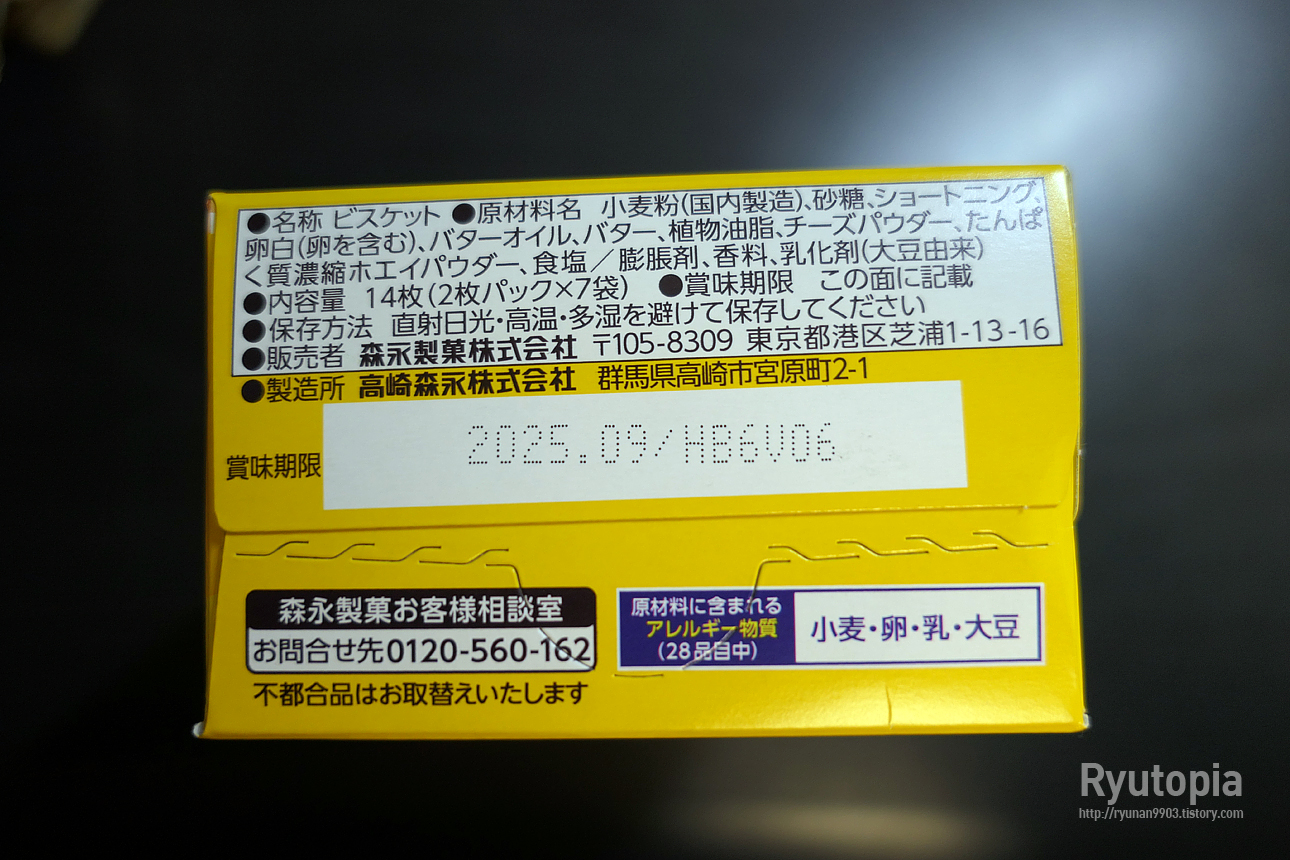 ●名称 ビスケット ●原材料名 小麦粉(国内製造)、砂糖、ショートニング、
卵白(卵を含む)、バターオイル、バター、植物油脂、チーズパウダー、たんぱ
く質濃縮ホエイパウダー、食塩／膨脹剤、香料、乳化剤(大豆由来)
●内容量 14枚(2枚パック×7袋) ●賞味期限 この面に記載
●保存方法 直射日光・高温・多湿を避けて保存してください
●販売者 森永製菓株式会社 〒105-8309 東京都港区芝浦1-13-16
●製造所 高崎森永株式会社 群馬県高崎市宮原町2-1
賞味期限 2025.09/HB6V06
森永製菓お客様相談室
お問合せ先0120-560-162
不都合品はお取替えいたします
原材料に含まれる
アレルギー物質
(28品目中)
小麦・卵・乳・大豆
Ryutopia
http://ryunan9903.tistory.com